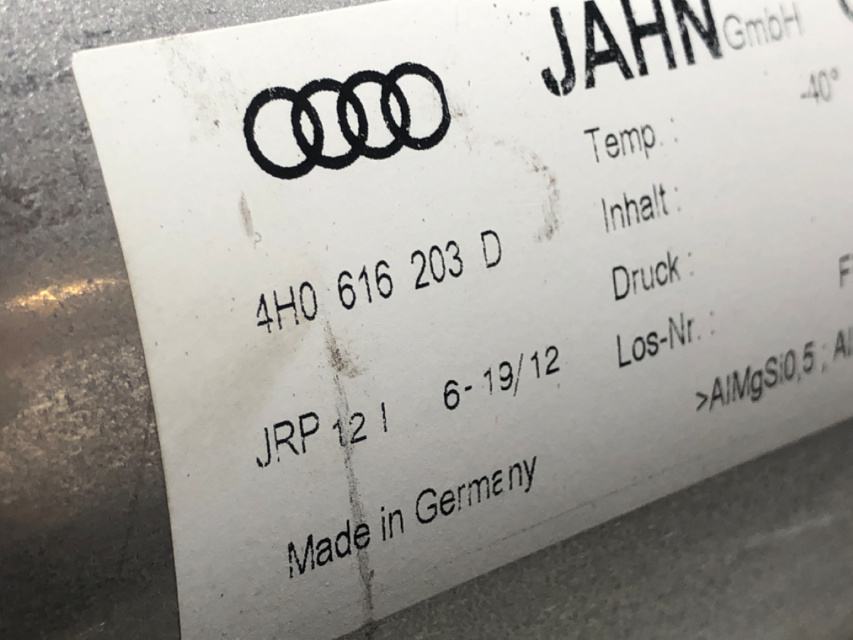 JAHN GmbH
Temp. : -40°
Inhalt :
Druck :
Los-Nr. :
>AlMgSi0,5 ;
4H0 616 203 D
JRP 12 l 6-19/12
Made in Germany